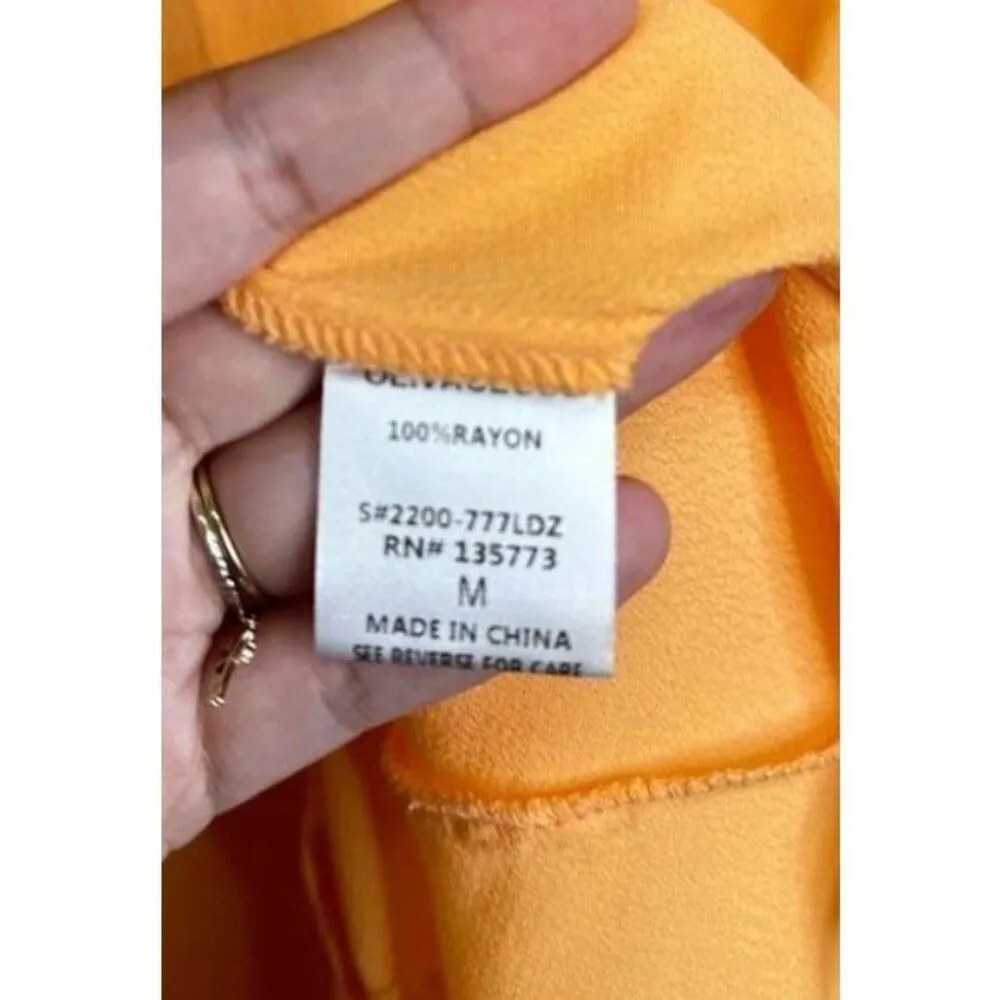 100%RAYON
S#2200-777LDZ
RN# 135773
M
MADE IN CHINA
SEE REVERSE FOR CARE